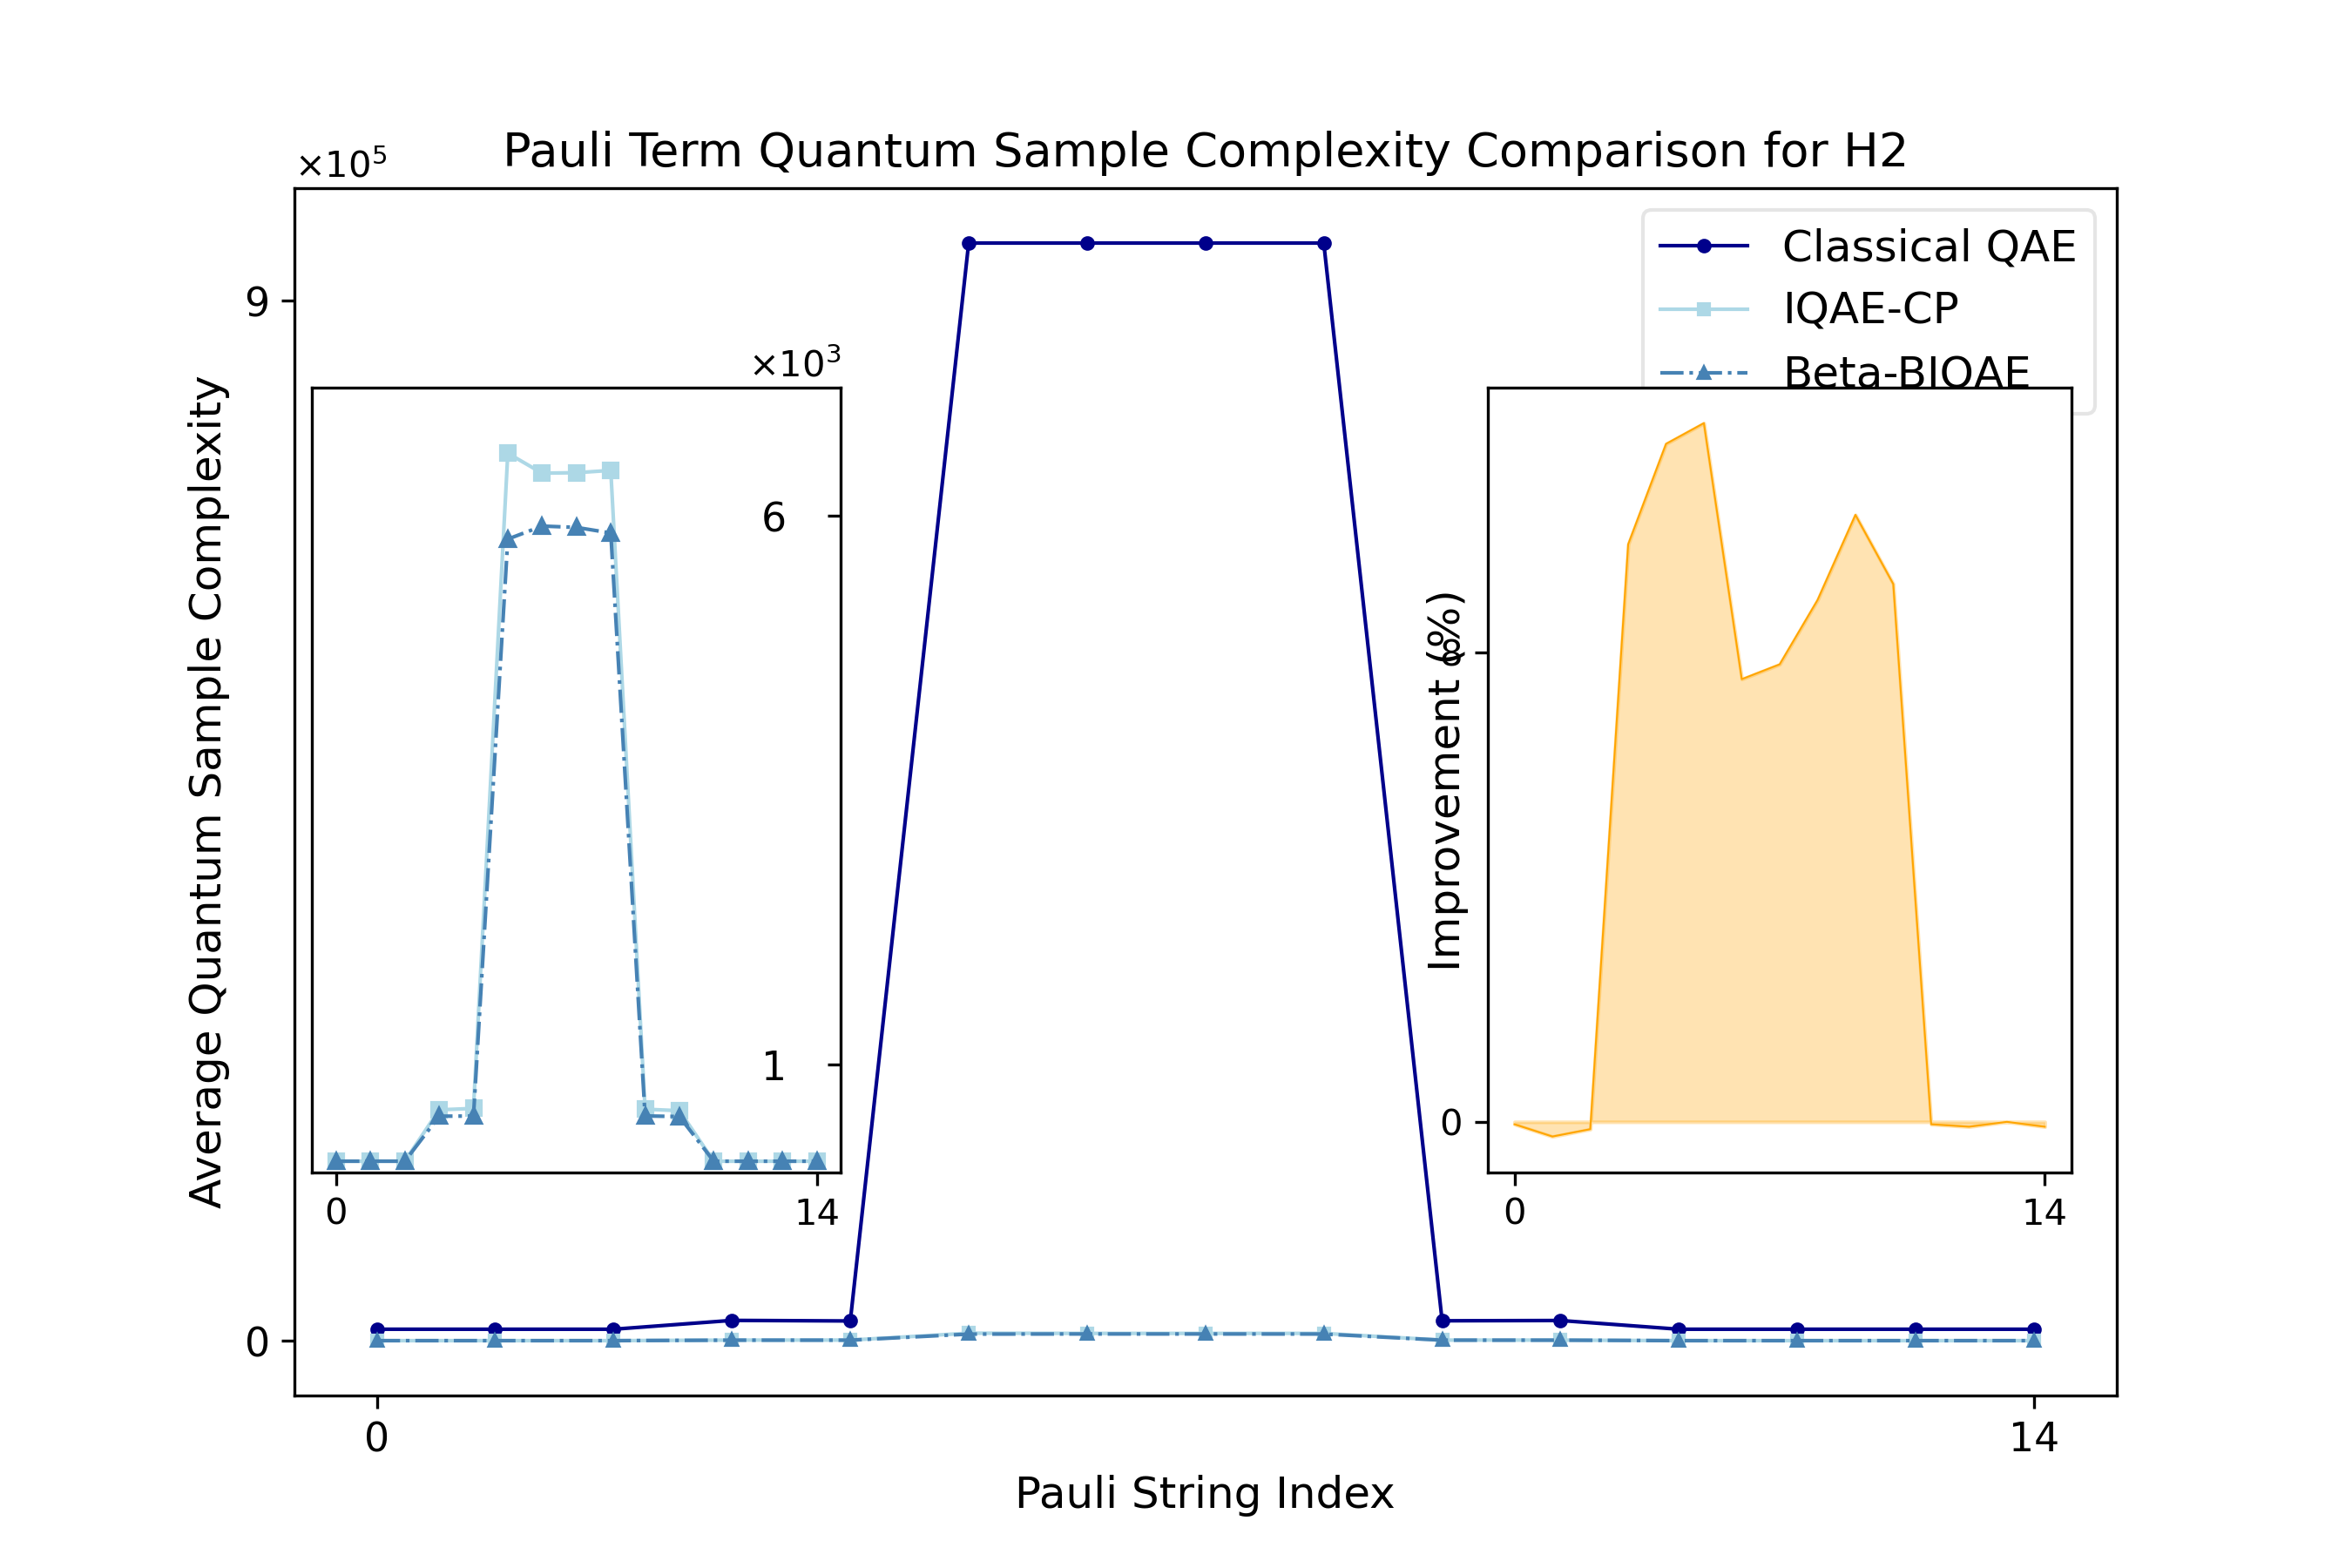 Pauli Term Quantum Sample Complexity Comparison for H2
×10⁵
Classical QAE
IQAE-CP
Beta-BIQAE
9
0
Average Quantum Sample Complexity
×10³
6
1
0 14
Improvement (%)
8
0
0 14
0 14
Pauli String Index